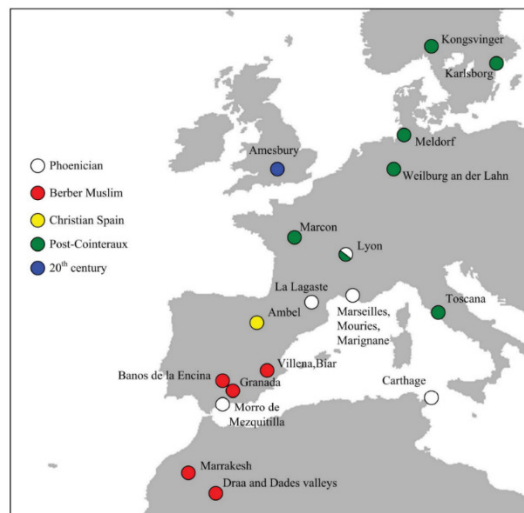 Kongsvinger
Karlsborg
Meldorf
Amesbury
Weilburg an der Lahn
Phoenician
Berber Muslim
Christian Spain
Post-Cointeraux
20th century
Marcon
Lyon
La Lagaste
Ambel
Marseilles,
Mouries,
Marignane
Toscana
Villena,Biar
Banos de la Encina
Granada
Carthage
Morro de
Mezquitilla
Marrakesh
Draa and Dades valleys